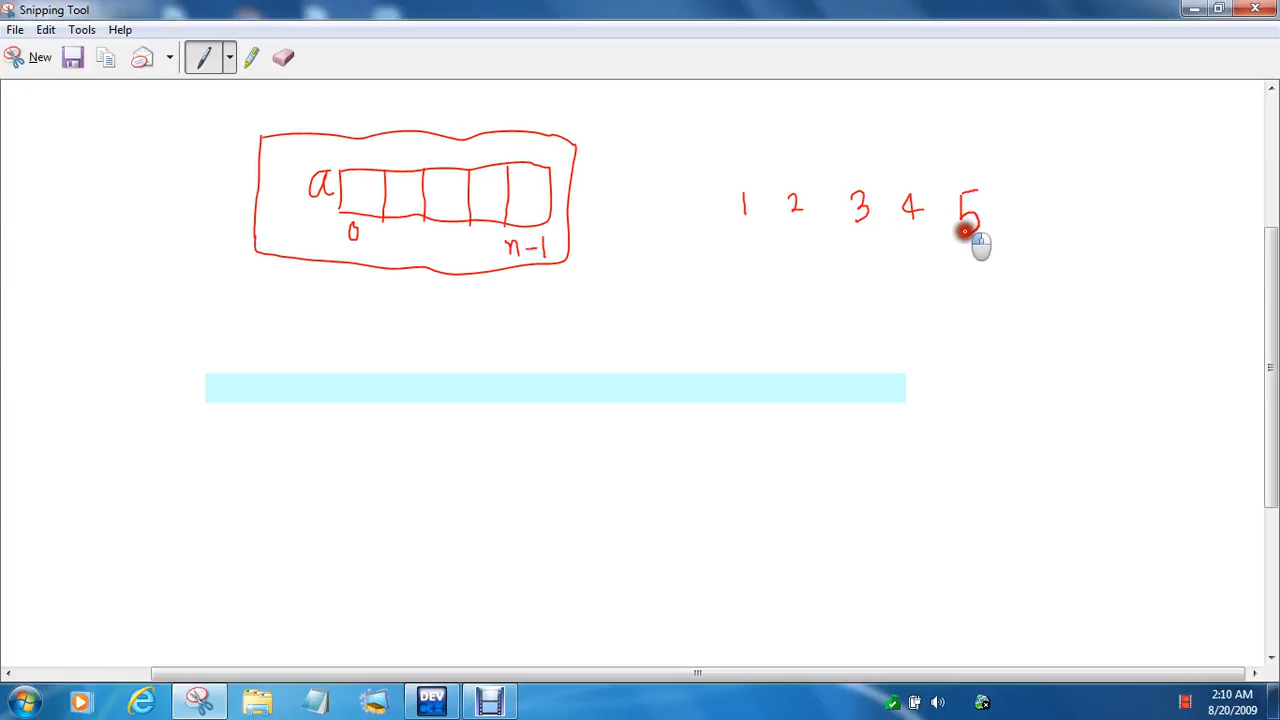 Snipping Tool
File Edit Tools Help
New
a
0 n-1
1 2 3 4 5
DEV
C++
2:10 AM
8/20/2009